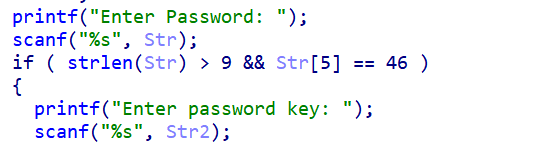 printf("Enter Password: ");
scanf("%s", Str);
if ( strlen(Str) > 9 && Str[5] == 46 )
{
printf("Enter password key: ");
scanf("%s", Str2);